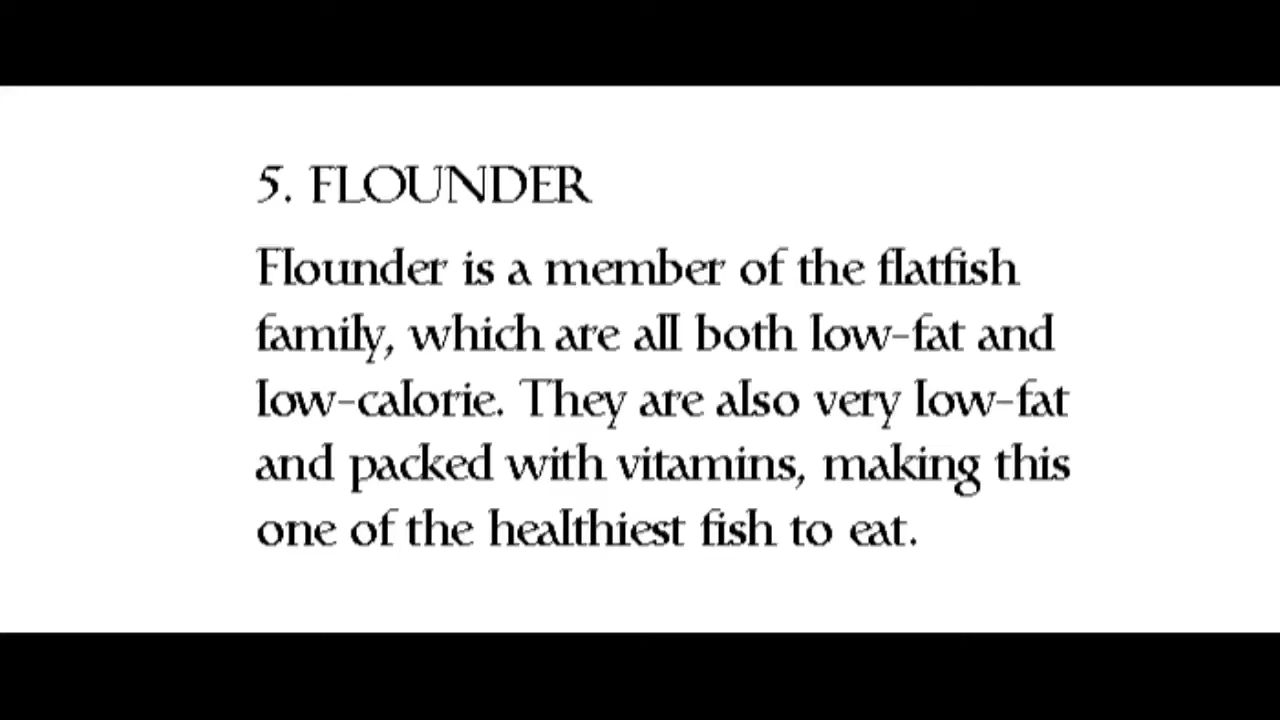 5. FLOUNDER
Flounder is a member of the flatfish
family, which are all both low-fat and
low-calorie. They are also very low-fat
and packed with vitamins, making this
one of the healthiest fish to eat.